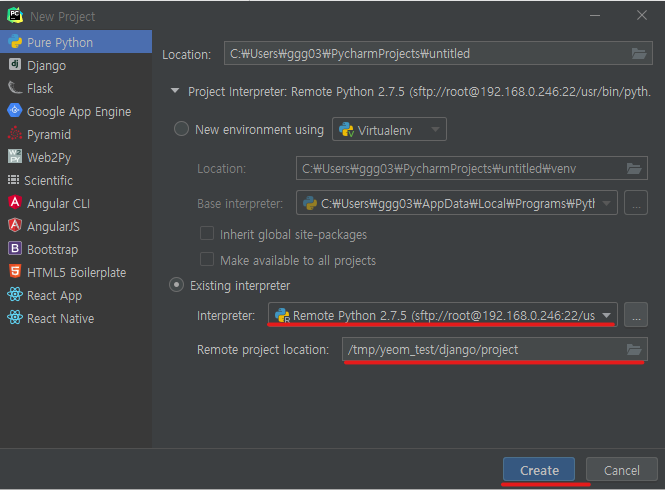 New Project
Pure Python
Django
Flask
Google App Engine
Pyramid
Web2Py
Scientific
Angular CLI
AngularJS
Bootstrap
HTML5 Boilerplate
React App
React Native
Location: C:₩Users₩ggg03₩PycharmProjects₩untitled
Project Interpreter: Remote Python 2.7.5 (sftp://root@192.168.0.246:22/usr/bin/pyth.
New environment using Virtualenv
Location: C:₩Users₩ggg03₩PycharmProjects₩untitled₩venv
Base interpreter: C:₩Users₩ggg03₩AppData₩Local₩Programs₩Pyth ...
Inherit global site-packages
Make available to all projects
Existing interpreter
Interpreter: Remote Python 2.7.5 (sftp://root@192.168.0.246:22/us ...
Remote project location: /tmp/yeom_test/django/project
Create Cancel